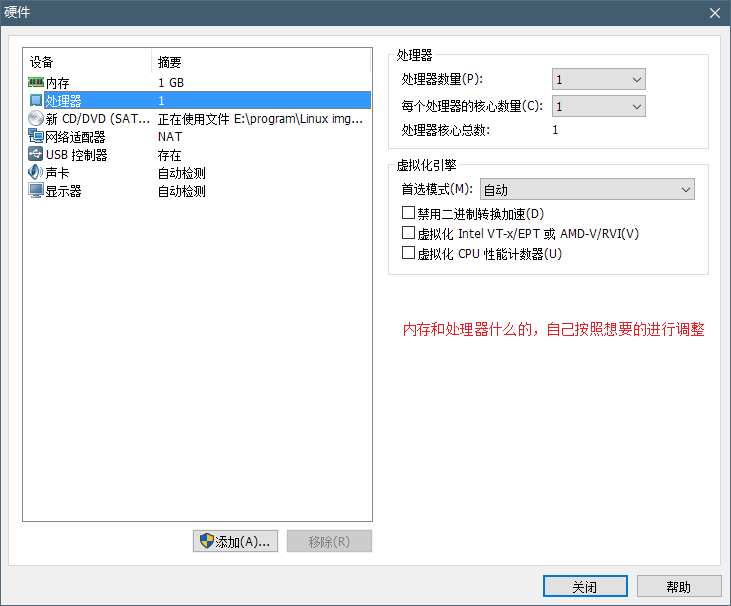 硬件
设备 摘要
内存 1 GB
处理器 1
新 CD/DVD (SAT... 正在使用文件 E:\program\Linux img...
网络适配器 NAT
USB 控制器 存在
声卡 自动检测
显示器 自动检测
添加(A)...
移除(R)
处理器
处理器数量(P): 1
每个处理器的核心数量(C): 1
处理器核心总数: 1
虚拟化引擎
首选模式(M): 自动
禁用二进制转换加速(D)
虚拟化 Intel VT-x/EPT 或 AMD-V/RVI(V)
虚拟化 CPU 性能计数器(U)
内存和处理器什么的，自己按照想要的进行调整
关闭
帮助